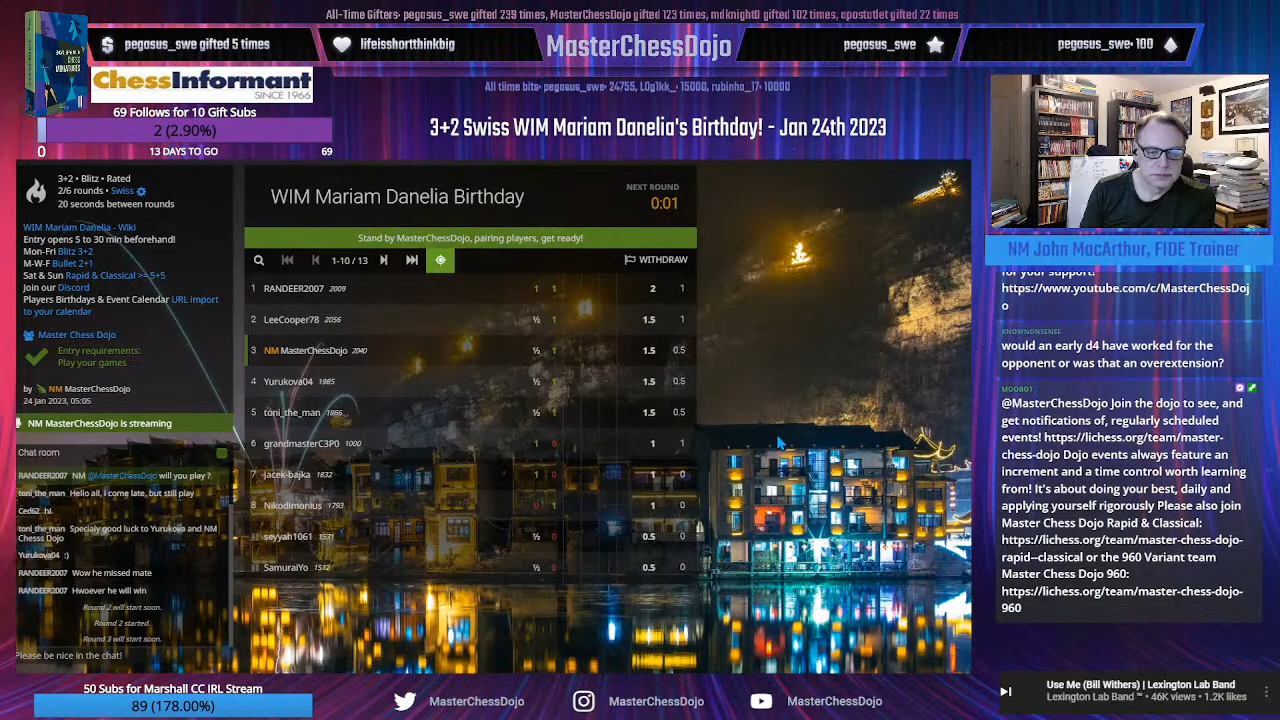 All-Time Gifters• pegasus_swe gifted 239 times, MasterChessDojo gifted 123 times, mdknight0 gifted 102 times, apostatlet gifted 22 times
pegasus_swe gifted 5 times
lifeisshortthinkbig
MasterChessDojo
pegasus_swe
pegasus_swe• 100
ChessInformant
SINCE 1966
All tiime bits• pegasus_swe• 24755, L0g1kk_• 15000, rubinho_17• 10000
69 Follows for 10 Gift Subs
2 (2.90%)
0
13 DAYS TO GO
69
3+2 Swiss WIM Mariam Danelia's Birthday! - Jan 24th 2023
3+2 • Blitz • Rated
2/6 rounds • Swiss
20 seconds between rounds
WIM Mariam Danelia - Wiki
Entry opens 5 to 30 min beforehand!
Mon-Fri Blitz 3+2
M-W-F Bullet 2+1
Sat & Sun Rapid & Classical >= 5+5
Join our Discord
Players Birthdays & Event Calendar URL import
to your calendar
Master Chess Dojo
Entry requirements:
Play your games
by NM MasterChessDojo
24 Jan 2023, 05:05
NM MasterChessDojo is streaming
Chat room
RANDEER2007 NM @MasterChessDojo will you play ?
toni_the_man Hello all, i come late, but still play
Ced62 hi.
toni_the_man Specialy good luck to Yurukova and NM
Chess Dojo
Yurukova04 :)
RANDEER2007 Wow he missed mate
RANDEER2007 Hwoever he will win
Round 2 will start soon.
Round 2 started.
Round 3 will start soon.
Please be nice in the chat!
WIM Mariam Danelia Birthday
NEXT ROUND
0:01
Stand by MasterChessDojo, pairing players, get ready!
1-10 / 13
WITHDRAW
1 RANDEER2007 2009 1 1 2 1
2 LeeCooper78 2056 ½ 1 1.5 1
3 NM MasterChessDojo 2040 ½ 1 1.5 0.5
4 Yurukova04 1985 ½ 1 1.5 0.5
5 toni_the_man 1866 ½ 1 1.5 0.5
6 grandmasterC3P0 1000 1 0 1 1
7 Jacek-bajka 1832 1 0 1 0
8 Nikodimonius 1793 0 1 1 0
9 seyyah1061 1531 ½ 0 0.5 0
SamuraiYo 1512 ½ 0 0.5 0
NM John MacArthur, FIDE Trainer
for your support!
https://www.youtube.com/c/MasterChessDoj
o
KNOWNONSENSE
would an early d4 have worked for the
opponent or was that an overextension?
MOOBOT
@MasterChessDojo Join the dojo to see, and
get notifications of, regularly scheduled
events! https://lichess.org/team/master-
chess-dojo Dojo events always feature an
increment and a time control worth learning
from! It's about doing your best, daily and
applying yourself rigorously Please also join
Master Chess Dojo Rapid & Classical:
https://lichess.org/team/master-chess-dojo-
rapid--classical or the 960 Variant team
Master Chess Dojo 960:
https://lichess.org/team/master-chess-dojo-
960
50 Subs for Marshall CC IRL Stream
89 (178.00%)
MasterChessDojo
MasterChessDojo
MasterChessDojo
Use Me (Bill Withers) | Lexington Lab Band
Lexington Lab Band ™ • 46K views • 1.2K likes